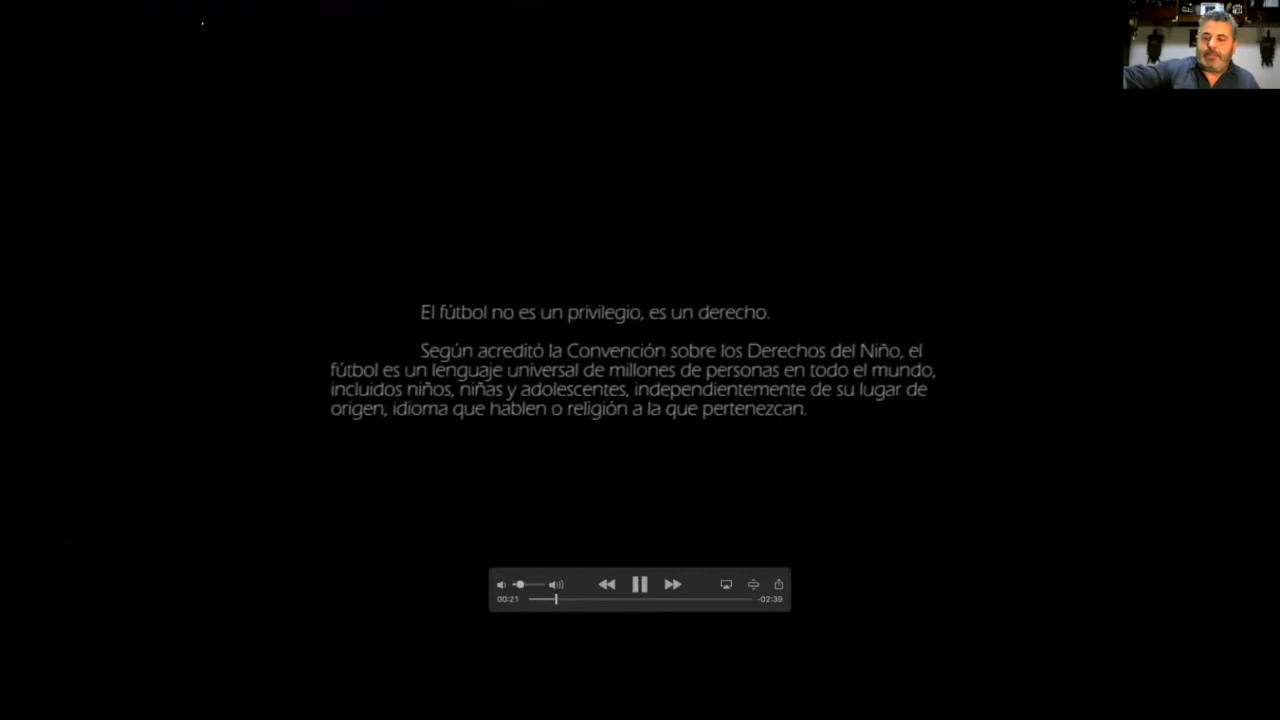 El fútbol no es un privilegio, es un derecho.
Según acreditó la Convención sobre los Derechos del Niño, el
fútbol es un lenguaje universal de millones de personas en todo el mundo,
incluidos niños, niñas y adolescentes, independientemente de su lugar de
origen, idioma que hablen o religión a la que pertenezcan.
00:21
-02:39